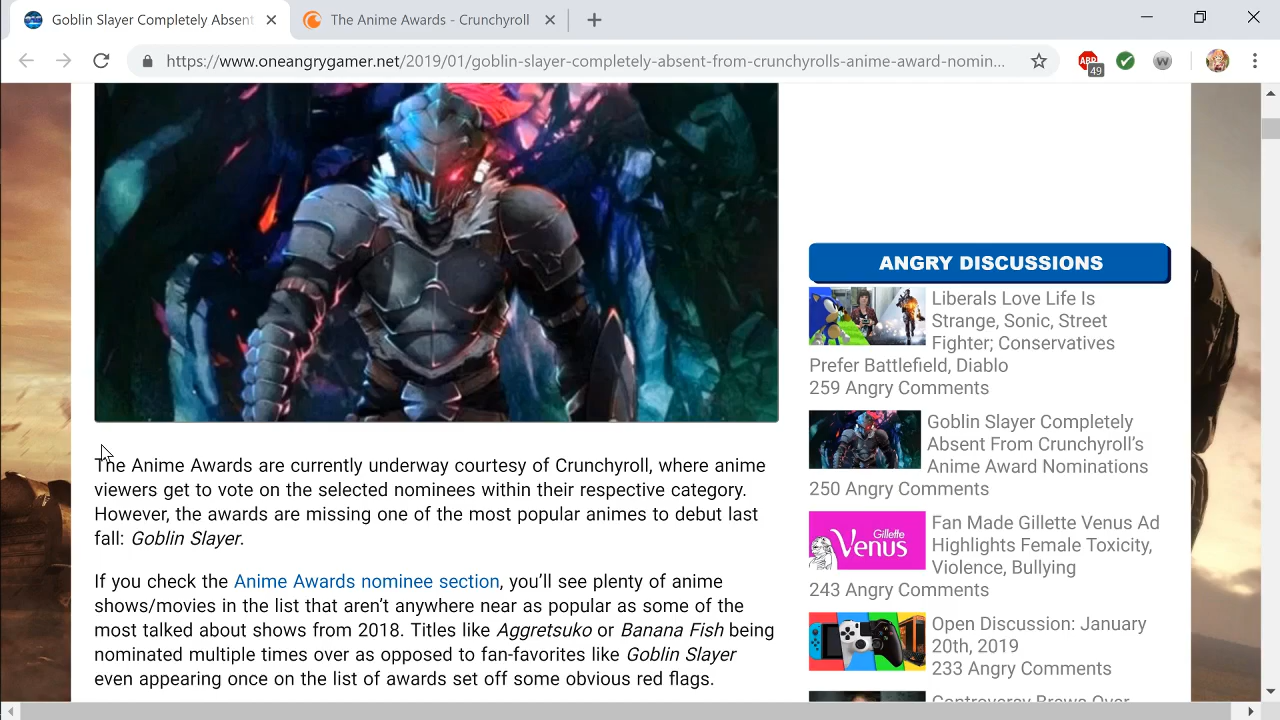 Goblin Slayer Completely Absent
The Anime Awards - Crunchyroll
https://www.oneangrygamer.net/2019/01/goblin-slayer-completely-absent-from-crunchyrolls-anime-award-nomin...
ABP
49
W
The Anime Awards are currently underway courtesy of Crunchyroll, where anime
viewers get to vote on the selected nominees within their respective category.
However, the awards are missing one of the most popular animes to debut last
fall: Goblin Slayer.
If you check the Anime Awards nominee section, you’ll see plenty of anime
shows/movies in the list that aren’t anywhere near as popular as some of the
most talked about shows from 2018. Titles like Aggretsuko or Banana Fish being
nominated multiple times over as opposed to fan-favorites like Goblin Slayer
even appearing once on the list of awards set off some obvious red flags.
ANGRY DISCUSSIONS
Liberals Love Life Is
Strange, Sonic, Street
Fighter; Conservatives
Prefer Battlefield, Diablo
259 Angry Comments
Goblin Slayer Completely
Absent From Crunchyroll’s
Anime Award Nominations
250 Angry Comments
Gillette
Venus
Fan Made Gillette Venus Ad
Highlights Female Toxicity,
Violence, Bullying
243 Angry Comments
Open Discussion: January
20th, 2019
233 Angry Comments
Controversy Brews Over